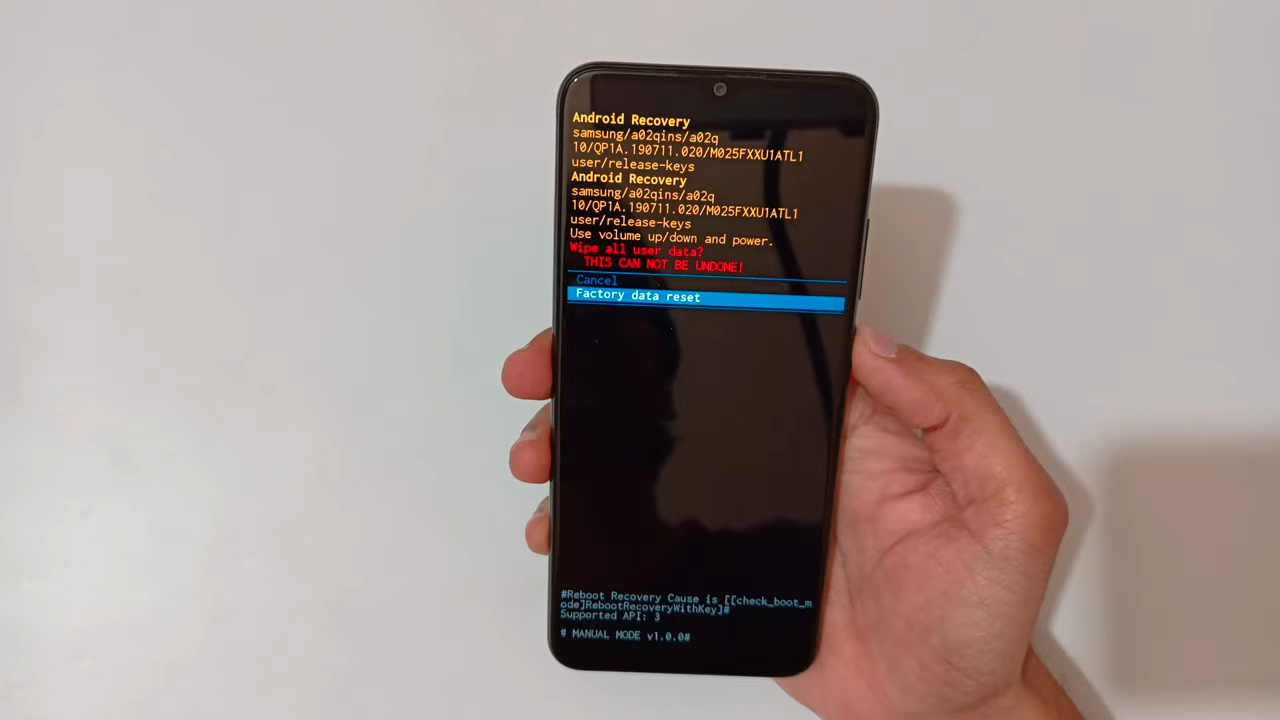 Android Recovery
samsung/a02qins/a02q
10/QP1A.190711.020/M025FXXU1ATL1
user/release-keys
Android Recovery
samsung/a02qins/a02q
10/QP1A.190711.020/M025FXXU1ATL1
user/release-keys
Use volume up/down and power.
Wipe all user data?
THIS CAN NOT BE UNDONE!
Cancel
Factory data reset
#Reboot Recovery Cause is [[check_boot_m
ode]RebootRecoveryWithKey]#
Supported API: 3
# MANUAL MODE v1.0.0#